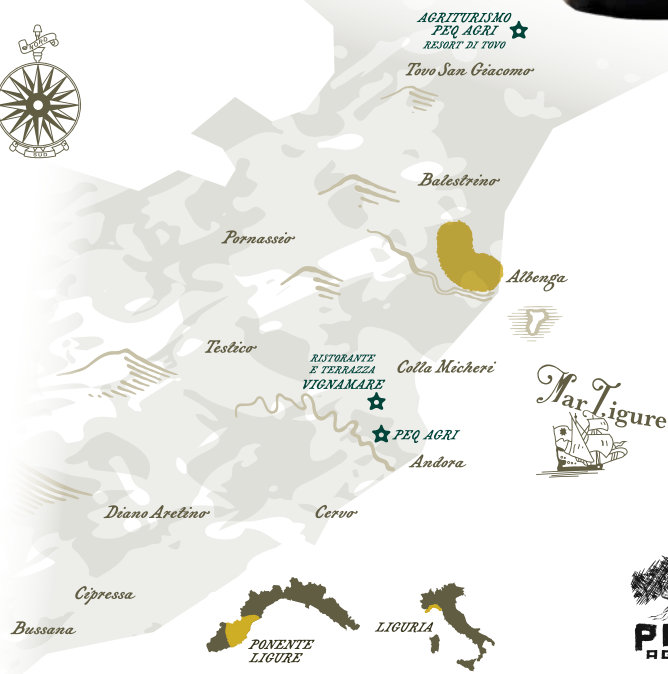 AGRITURISMO
PEQ AGRI
RESORT DI TOVO
NORD
Tovo San Giacomo
SUD
Balestrino
Pornassio
Albenga
Testico
RISTORANTE
E TERRAZZA
VIGNAMARE
Colla Micheri
Mar Ligure
PEQ AGRI
Andora
Diano Aretino
Cervo
Cipressa
Bussana
LIGURIA
PONENTE
LIGURE